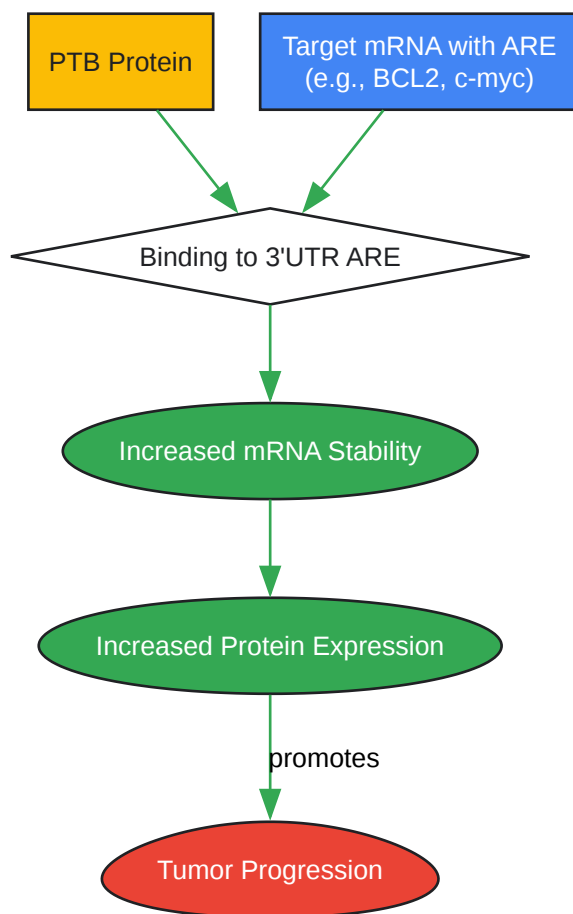 PTB Protein
Target mRNA with ARE
(e.g., BCL2, c-myc)
Binding to 3'UTR ARE
Increased mRNA Stability
Increased Protein Expression
promotes
Tumor Progression